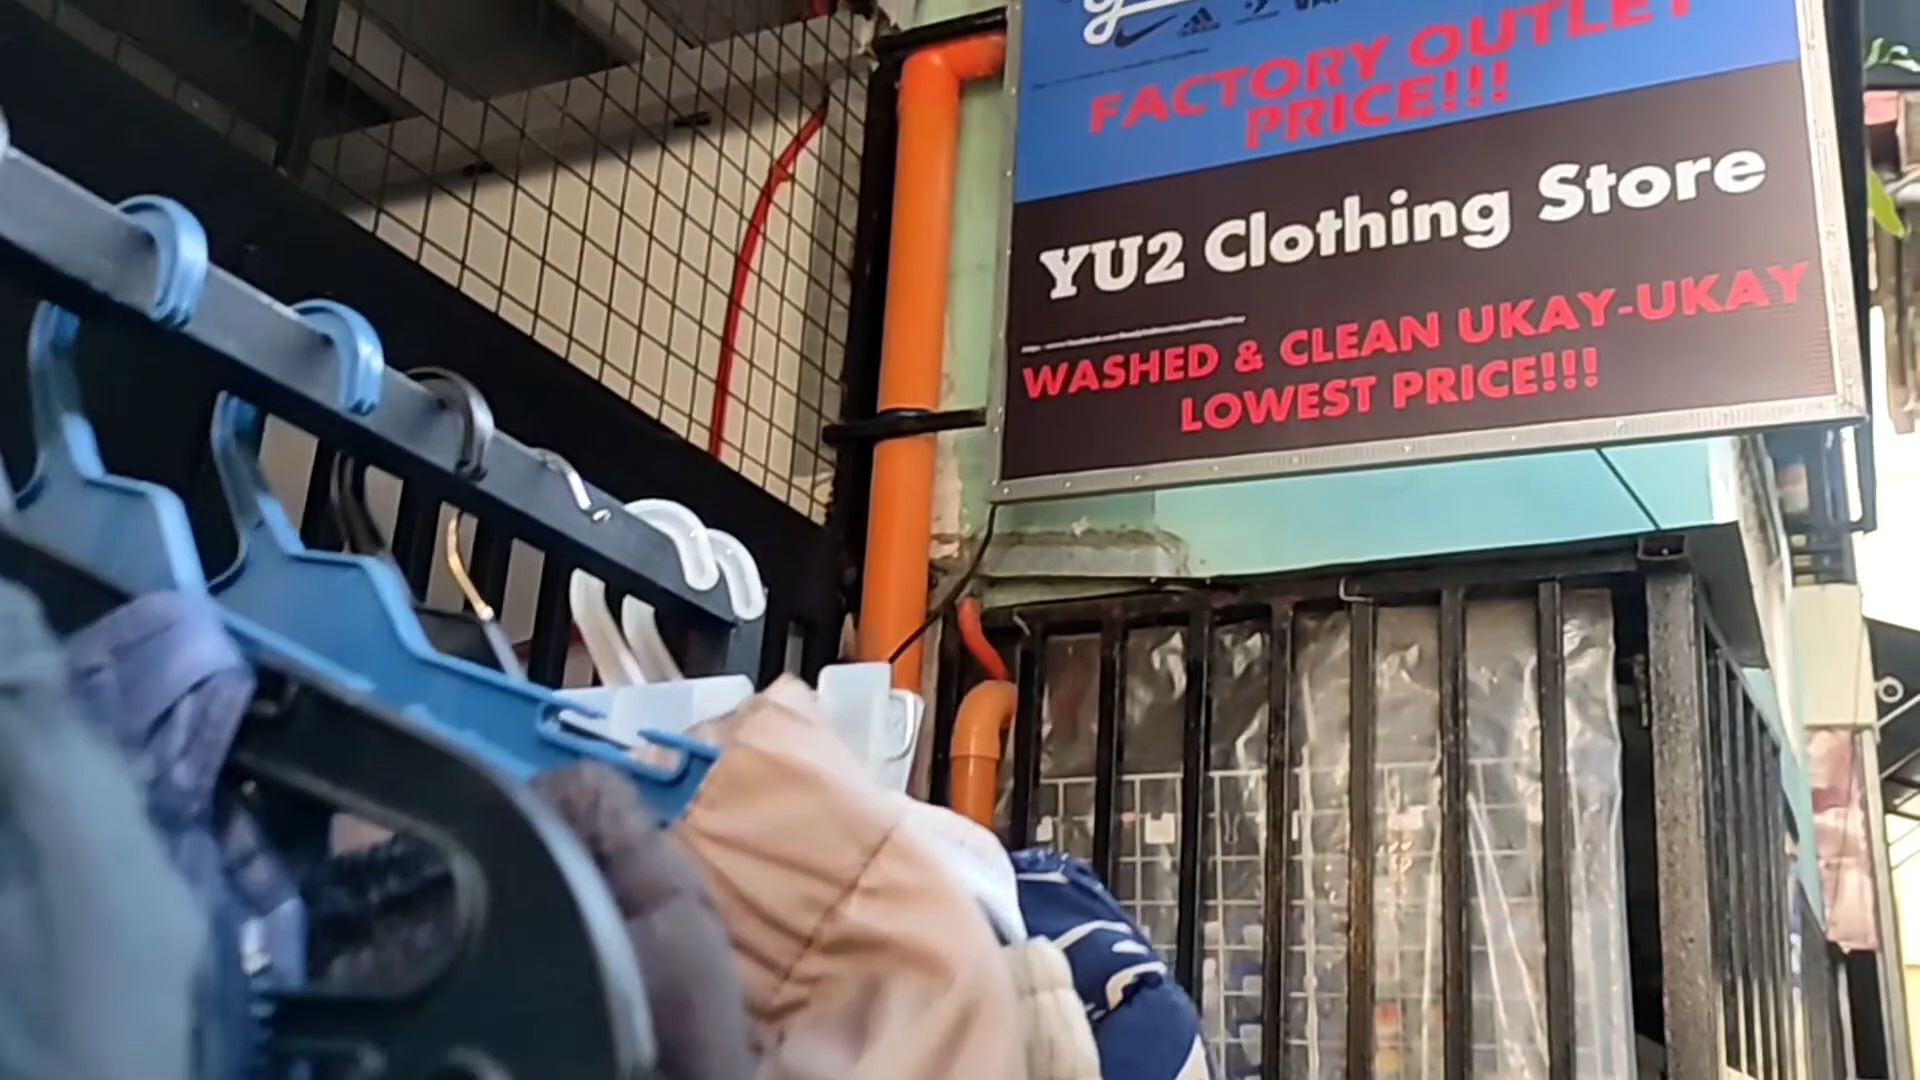 FACTORY OUTLET
PRICE!!!
YU2 Clothing Store
WASHED & CLEAN UKAY-UKAY
LOWEST PRICE!!!